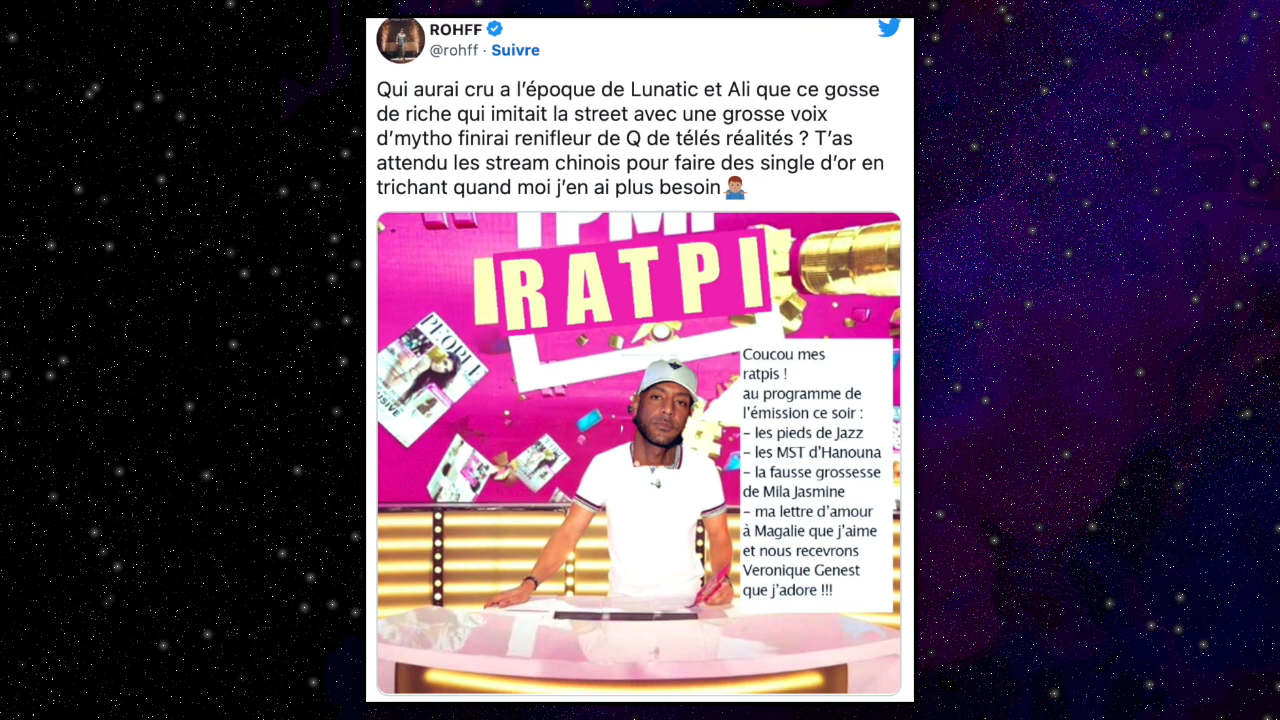 ROHFF
@rohff · Suivre
Qui aurai cru a l’époque de Lunatic et Ali que ce gosse
de riche qui imitait la street avec une grosse voix
d’mytho finirai renifleur de Q de télés réalités ? T’as
attendu les stream chinois pour faire des single d’or en
trichant quand moi j’en ai plus besoin
TPMP
RATPI
PEOPLE
Coucou mes
ratpis !
au programme de
l’émission ce soir :
– les pieds de Jazz
– les MST d’Hanouna
– la fausse grossesse
de Mila Jasmine
– ma lettre d’amour
à Magalie que j’aime
et nous recevrons
Veronique Genest
que j’adore !!!